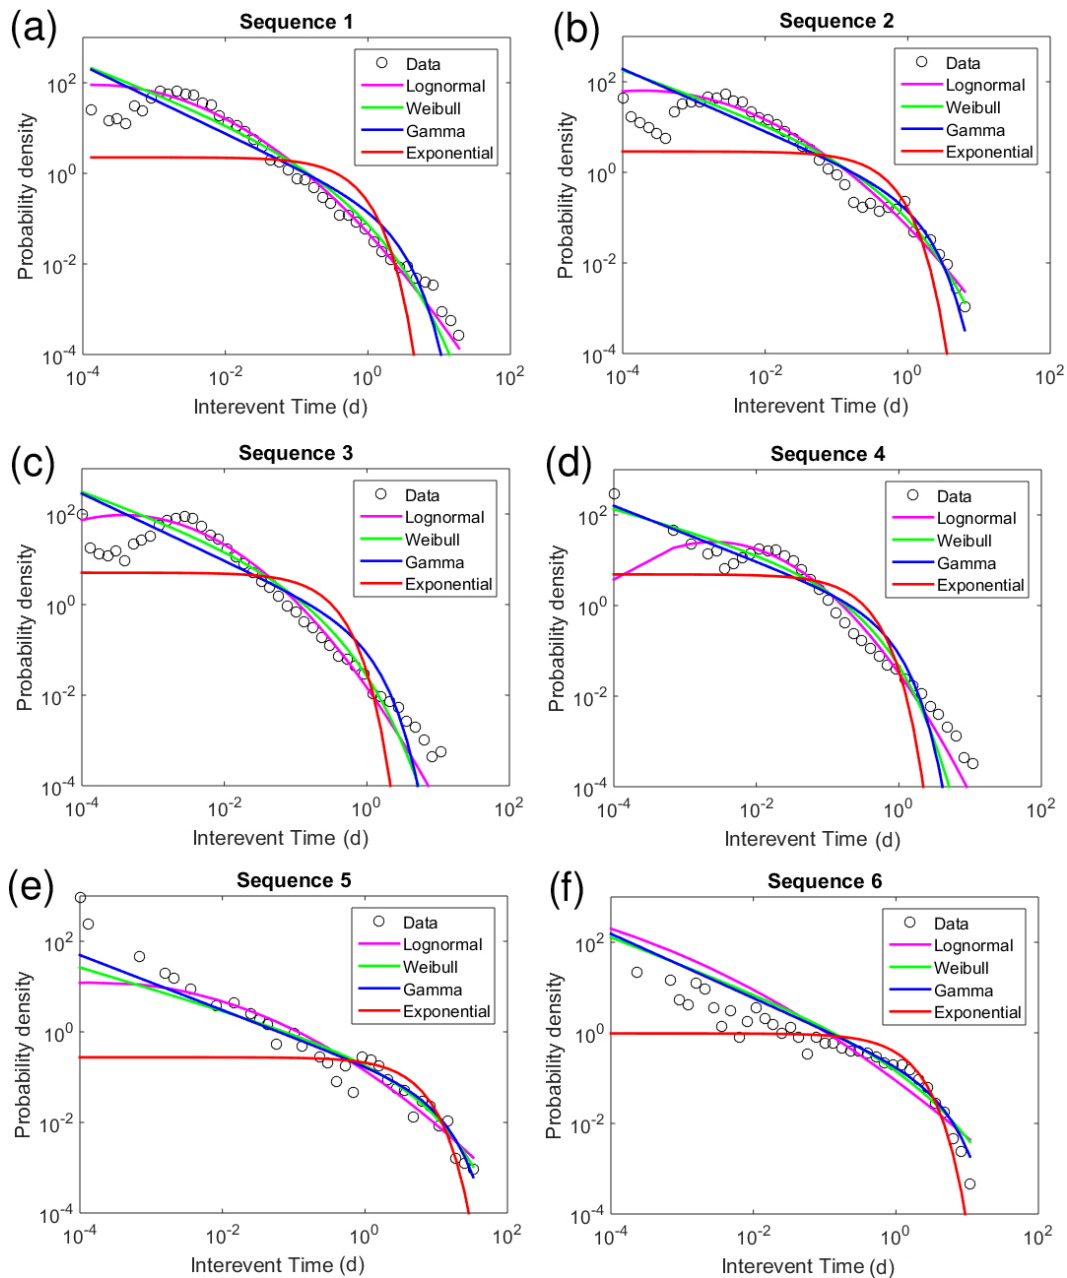 (a)
Sequence 1
Data
Lognormal
Weibull
Gamma
Exponential
10^2
10^0
10^-2
10^-4
Probability density
10^-4
10^-2
10^0
10^2
Interevent Time (d)
(b)
Sequence 2
Data
Lognormal
Weibull
Gamma
Exponential
10^2
10^0
10^-2
10^-4
Probability density
10^-4
10^-2
10^0
10^2
Interevent Time (d)
(c)
Sequence 3
Data
Lognormal
Weibull
Gamma
Exponential
10^2
10^0
10^-2
10^-4
Probability density
10^-4
10^-2
10^0
10^2
Interevent Time (d)
(d)
Sequence 4
Data
Lognormal
Weibull
Gamma
Exponential
10^2
10^0
10^-2
10^-4
Probability density
10^-4
10^-2
10^0
10^2
Interevent Time (d)
(e)
Sequence 5
Data
Lognormal
Weibull
Gamma
Exponential
10^2
10^0
10^-2
10^-4
Probability density
10^-4
10^-2
10^0
10^2
Interevent Time (d)
(f)
Sequence 6
Data
Lognormal
Weibull
Gamma
Exponential
10^2
10^0
10^-2
10^-4
Probability density
10^-4
10^-2
10^0
10^2
Interevent Time (d)